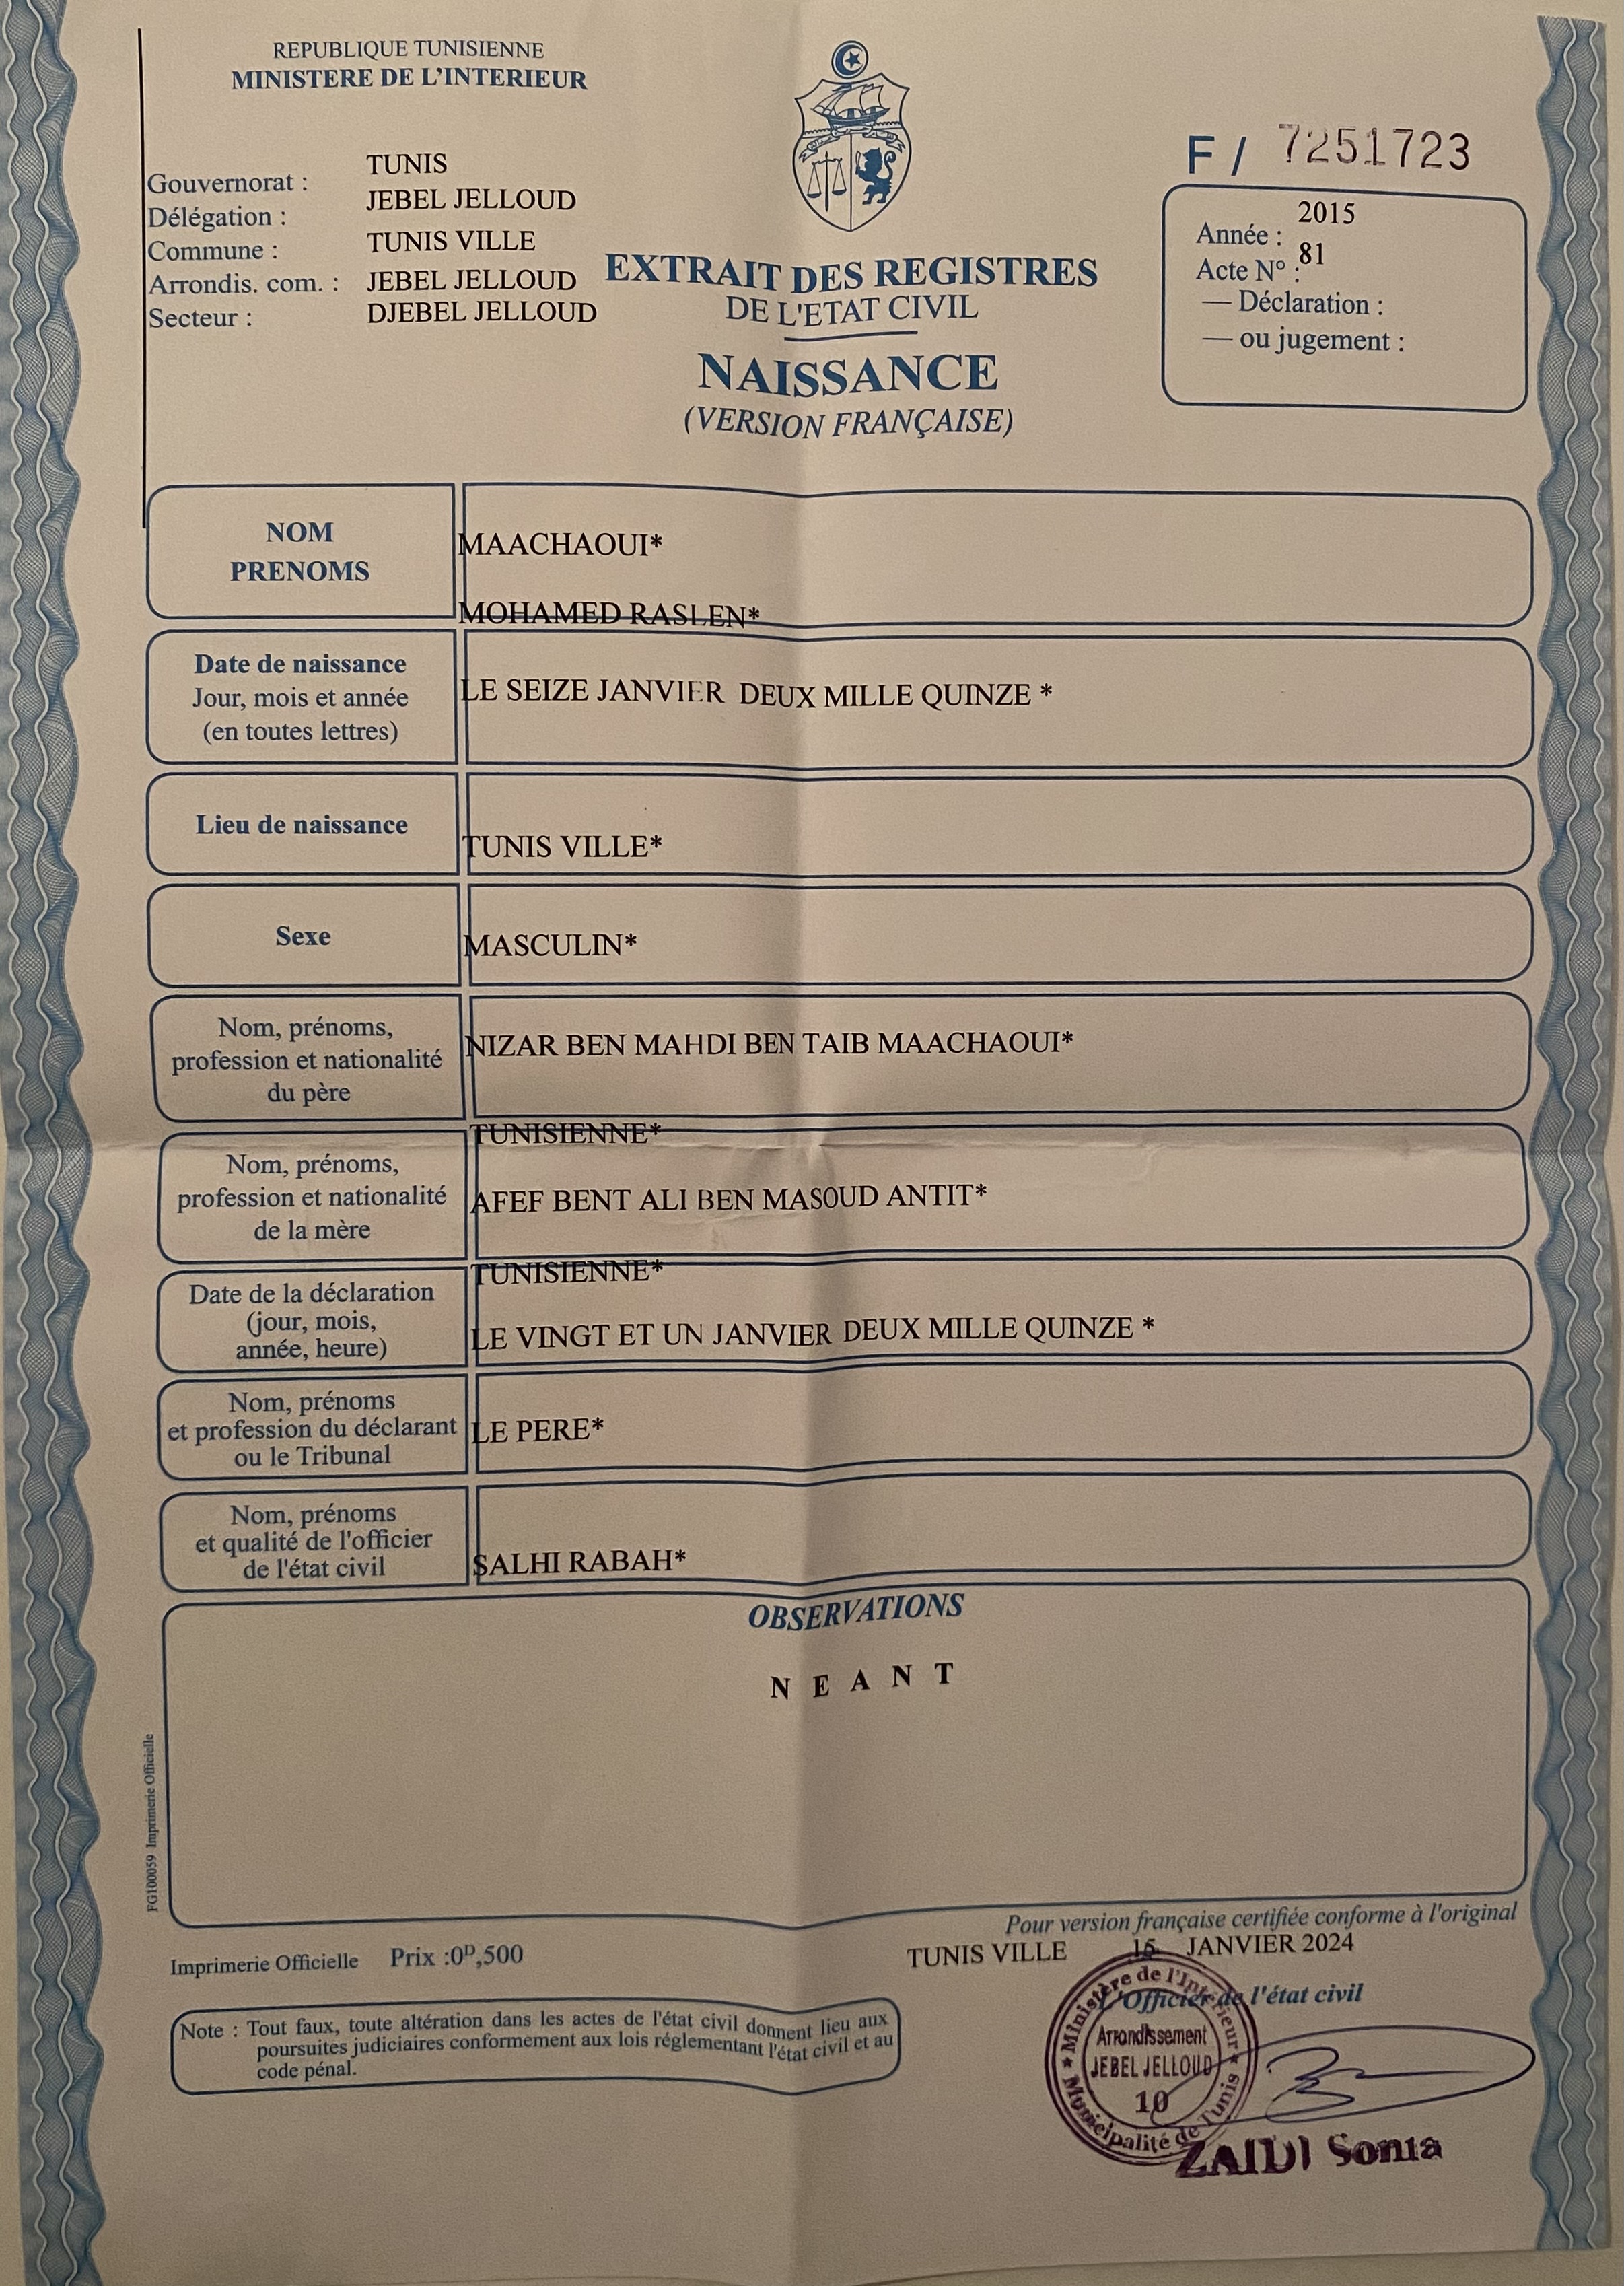 REPUBLIQUE TUNISIENNE
MINISTERE DE L'INTERIEUR
F / 7251723
Gouvernorat : TUNIS
Délégation : JEBEL JELLOUD
Commune : TUNIS VILLE
Arrondis. com. : JEBEL JELLOUD
Secteur : DJEBEL JELLOUD
EXTRAIT DES REGISTRES
DE L'ETAT CIVIL
NAISSANCE
(VERSION FRANÇAISE)
Année : 2015
Acte N° : 81
— Déclaration :
— ou jugement :
NOM
PRENOMS
MAACHAOUI*
MOHAMED RASLEN*
Date de naissance
Jour, mois et année
(en toutes lettres)
LE SEIZE JANVIER DEUX MILLE QUINZE *
Lieu de naissance
TUNIS VILLE*
Sexe
MASCULIN*
Nom, prénoms,
profession et nationalité
du père
NIZAR BEN MAHDI BEN TAIB MAACHAOUI*
TUNISIENNE*
Nom, prénoms,
profession et nationalité
de la mère
AFEF BENT ALI BEN MASOUD ANTIT*
TUNISIENNE*
Date de la déclaration
(jour, mois,
année, heure)
LE VINGT ET UN JANVIER DEUX MILLE QUINZE *
Nom, prénoms
et profession du déclarant
ou le Tribunal
LE PERE*
Nom, prénoms
et qualité de l'officier
de l'état civil
SALHI RABAH*
OBSERVATIONS
N E A N T
FG100059 Imprimerie Officielle
Pour version française certifiée conforme à l'original
Imprimerie Officielle Prix :0ᴰ,500
TUNIS VILLE 15 JANVIER 2024
L'Officier de l'état civil
Note : Tout faux, toute altération dans les actes de l'état civil donnent lieu aux
poursuites judiciaires conformement aux lois réglementant l'état civil et au
code pénal.
Ministère de l'Intérieur
Arrondissement
JEBEL JELLOUD
10
Municipalité de Tunis
ZAIDI Sonia